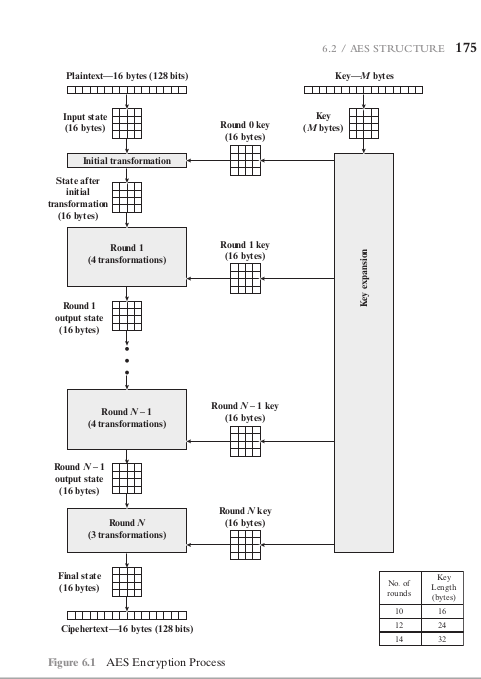 6.2 / AES STRUCTURE 175
Plaintext—16 bytes (128 bits)
Key—M bytes
Input state
(16 bytes)
Round 0 key
(16 bytes)
Key
(M bytes)
Initial transformation
State after
initial
transformation
(16 bytes)
Round 1
(4 transformations)
Round 1 key
(16 bytes)
Key expansion
Round 1
output state
(16 bytes)
Round N – 1
(4 transformations)
Round N – 1 key
(16 bytes)
Round N – 1
output state
(16 bytes)
Round N
(3 transformations)
Round N key
(16 bytes)
Final state
(16 bytes)
No. of
rounds
Key
Length
(bytes)
10 16
12 24
14 32
Cipehertext—16 bytes (128 bits)
Figure 6.1 AES Encryption Process